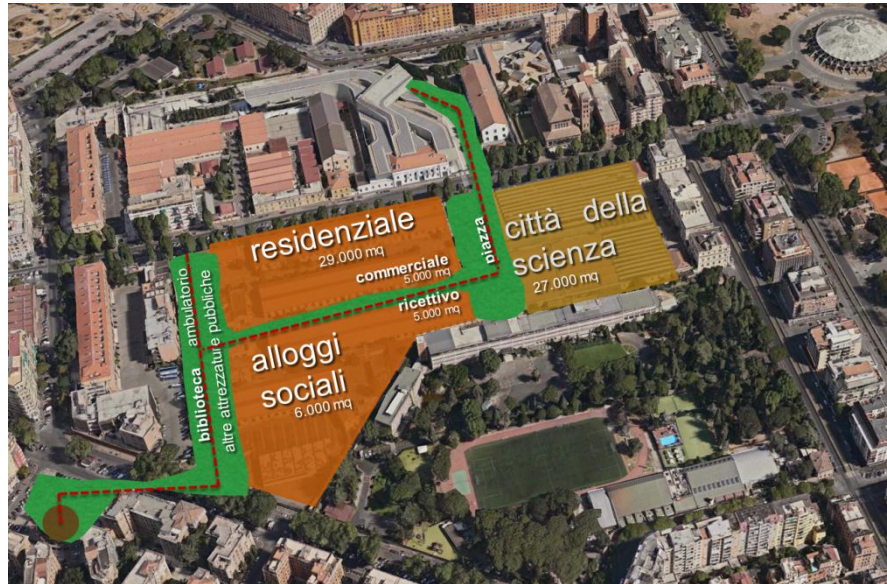 residenziale
29.000 mq
commerciale
5.000 mq
ricettivo
5.000 mq
piazza
città della
scienza
27.000 mq
alloggi
sociali
6.000 mq
biblioteca
ambulatorio
altre attrezzature pubbliche